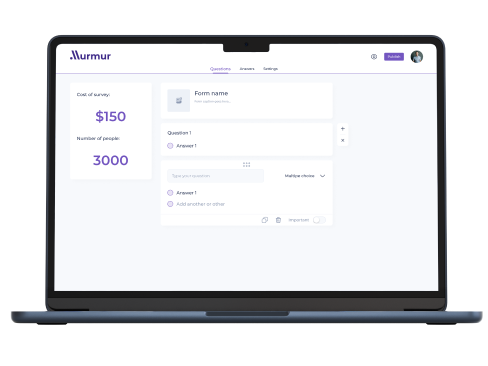 Murmur
Publish
Questions Answers Settings
Cost of survey:
$150
Number of people:
3000
Form name
Question 1
Answer 1
Type your question
Multiple choice
Answer 1
Add another or other
Important